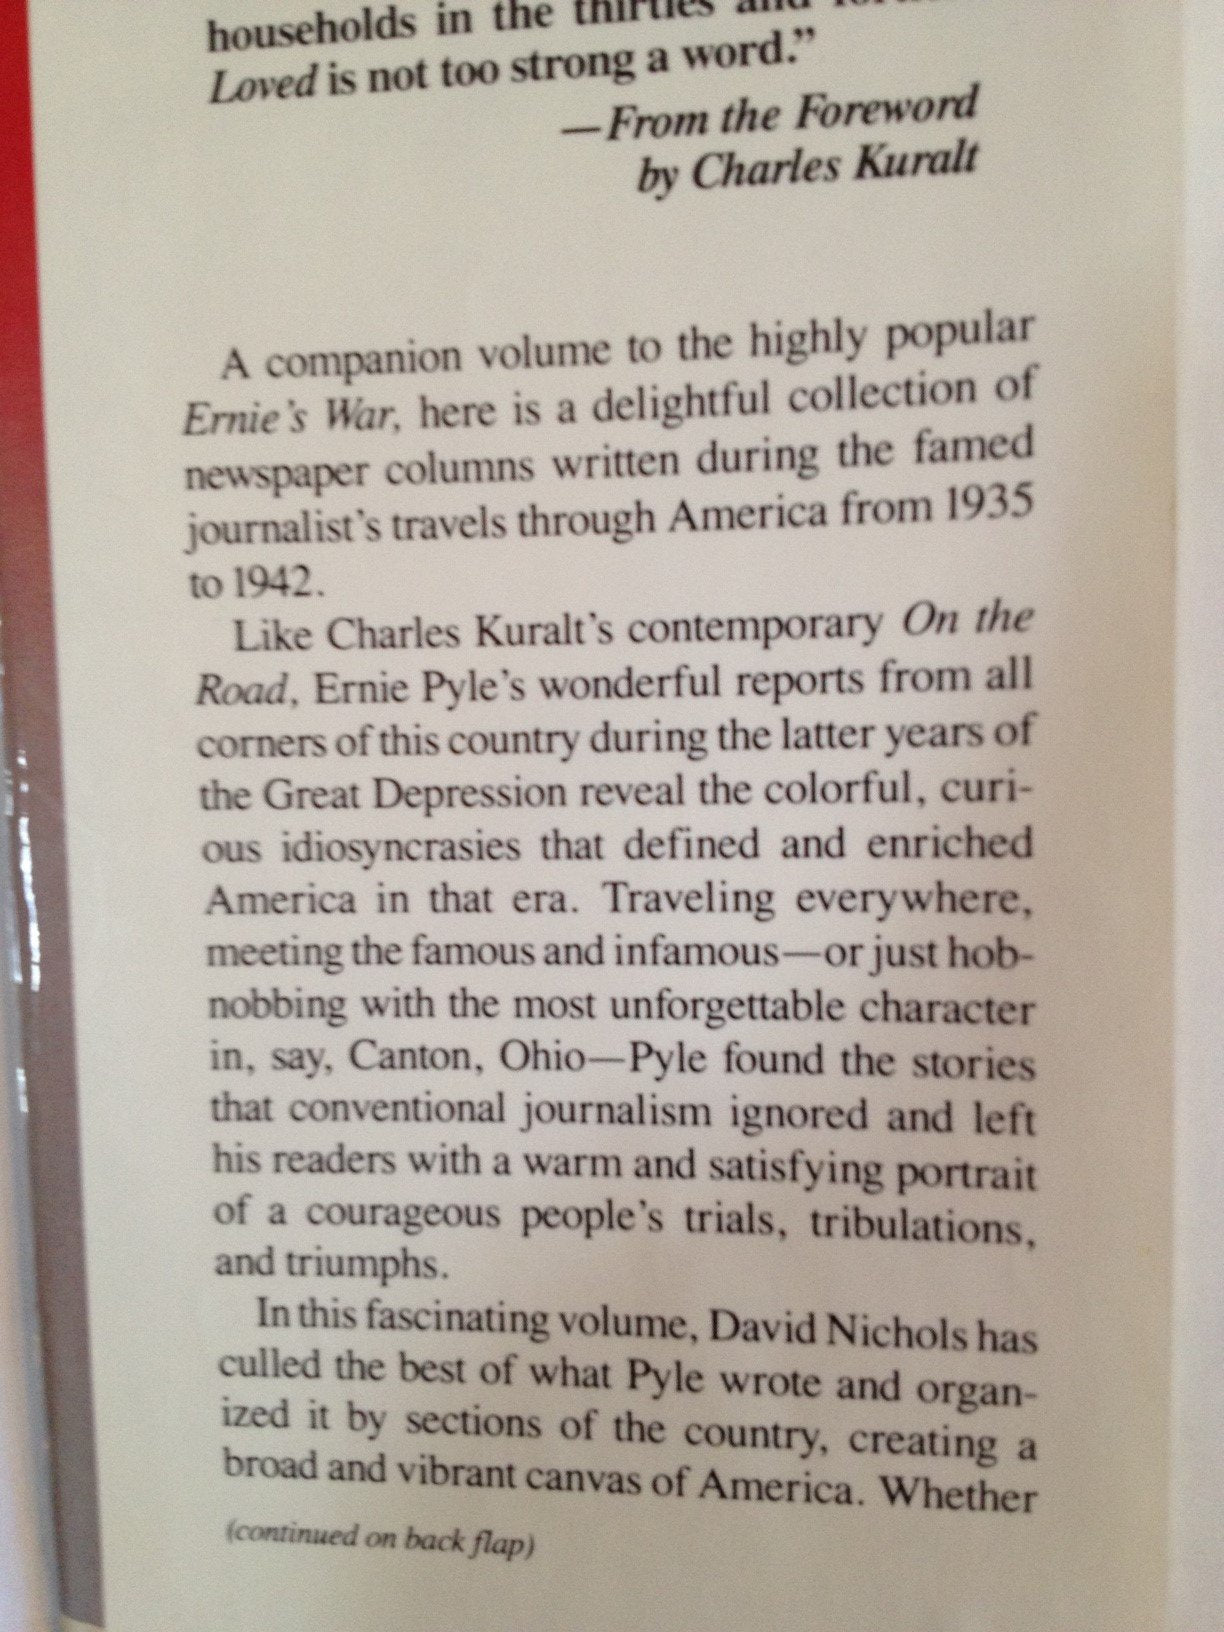 households in the thirties and
Loved is not too strong a word.”
—From the Foreword
by Charles Kuralt
A companion volume to the highly popular
Ernie’s War, here is a delightful collection of
newspaper columns written during the famed
journalist’s travels through America from 1935
to 1942.
Like Charles Kuralt’s contemporary On the
Road, Ernie Pyle’s wonderful reports from all
corners of this country during the latter years of
the Great Depression reveal the colorful, curi-
ous idiosyncrasies that defined and enriched
America in that era. Traveling everywhere,
meeting the famous and infamous—or just hob-
nobbing with the most unforgettable character
in, say, Canton, Ohio—Pyle found the stories
that conventional journalism ignored and left
his readers with a warm and satisfying portrait
of a courageous people’s trials, tribulations,
and triumphs.
In this fascinating volume, David Nichols has
culled the best of what Pyle wrote and organ-
ized it by sections of the country, creating a
broad and vibrant canvas of America. Whether
(continued on back flap)